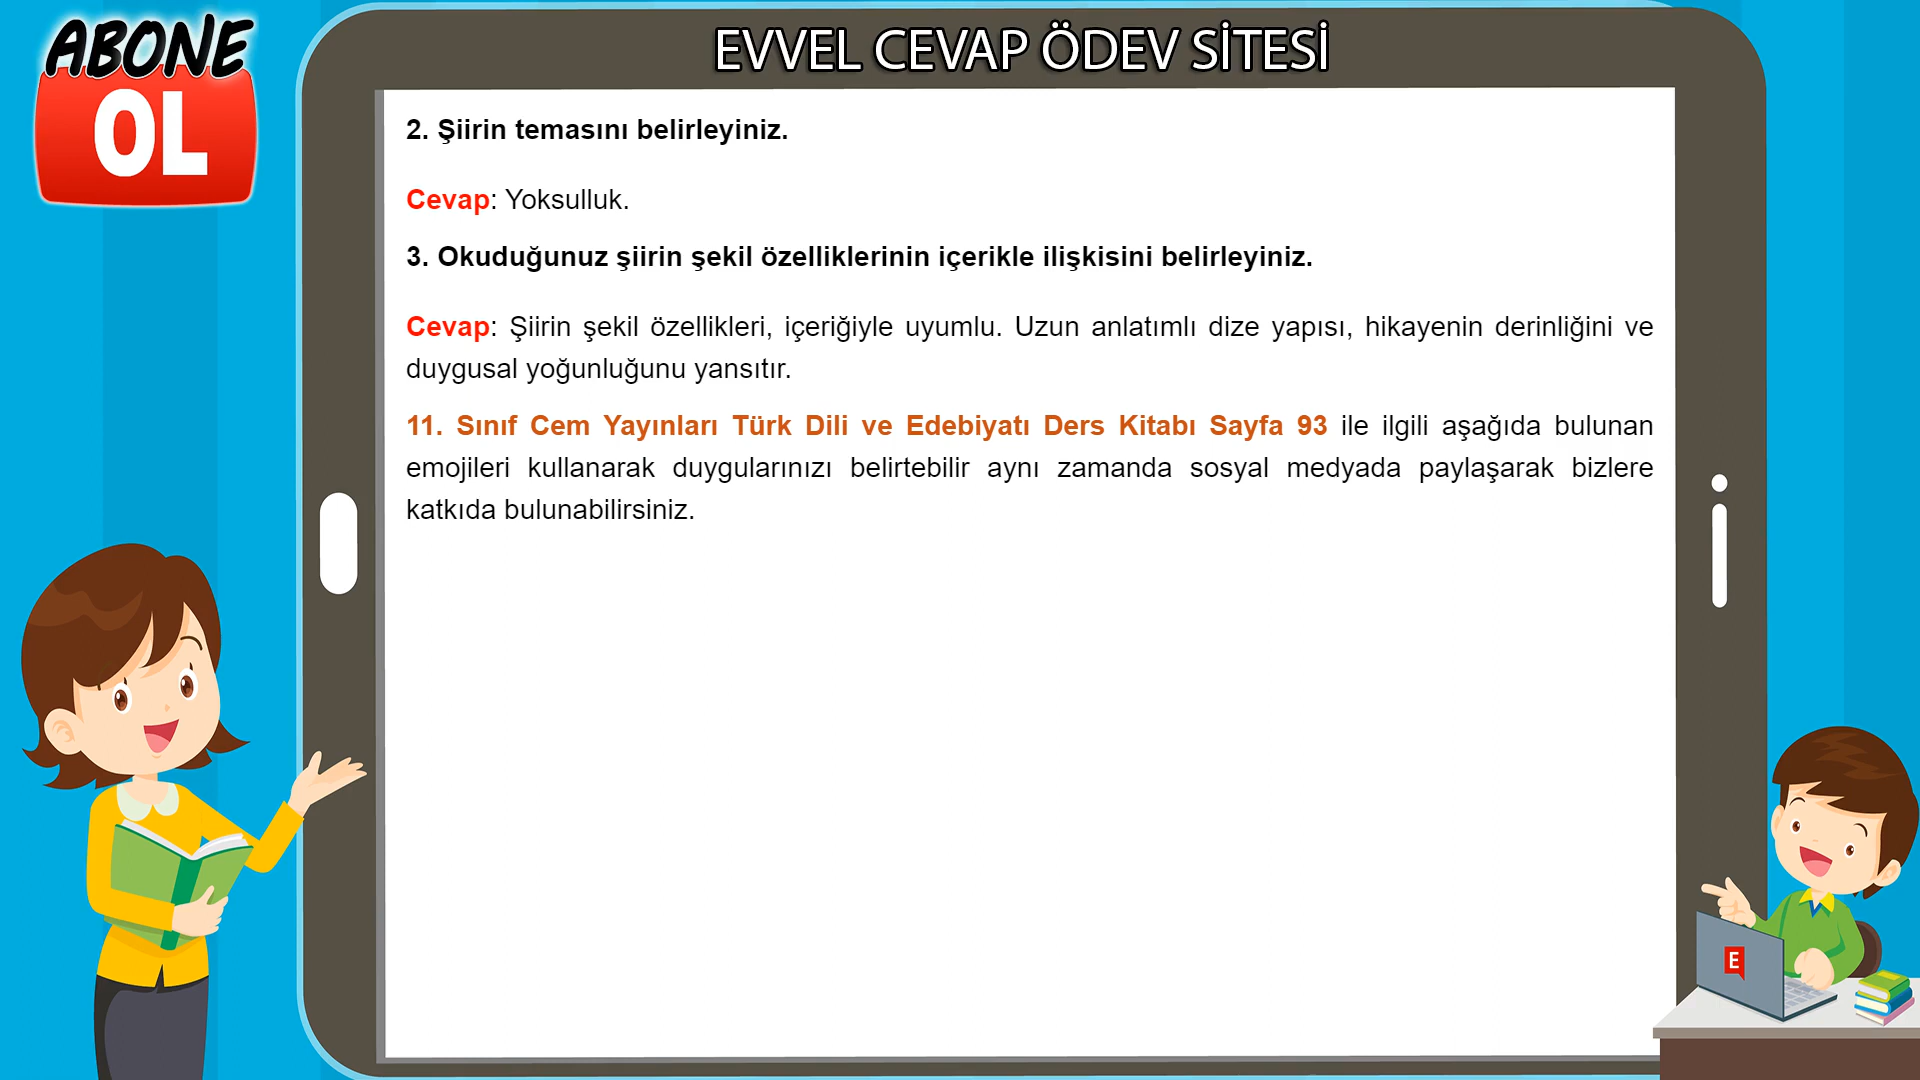 ABONE
OL
EVVEL CEVAP ÖDEV SİTESİ
2. Şiirin temasını belirleyiniz.
Cevap: Yoksulluk.
3. Okuduğunuz şiirin şekil özelliklerinin içerikle ilişkisini belirleyiniz.
Cevap: Şiirin şekil özellikleri, içeriğiyle uyumlu. Uzun anlatımlı dize yapısı, hikayenin derinliğini ve
duygusal yoğunluğunu yansıtır.
11. Sınıf Cem Yayınları Türk Dili ve Edebiyatı Ders Kitabı Sayfa 93 ile ilgili aşağıda bulunan
emojileri kullanarak duygularınızı belirtebilir aynı zamanda sosyal medyada paylaşarak bizlere
katkıda bulunabilirsiniz.
E